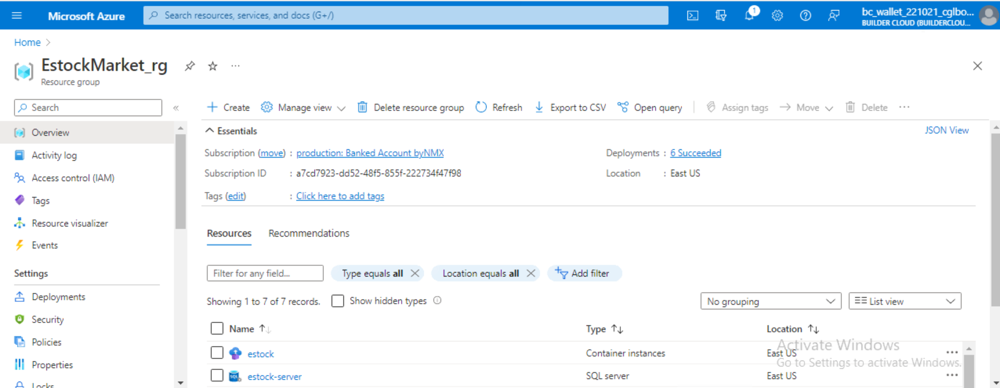 Microsoft Azure
Search resources, services, and docs (G+/)
1
bc_wallet_221021_cglbo...
BUILDER CLOUD (BUILDERCLOU...
Home >
EstockMarket_rg
...
Resource group
Search
«
Create
Manage view
Delete resource group
Refresh
Export to CSV
Open query
Assign tags
Move
Delete
...
Overview
Activity log
Access control (IAM)
Tags
Resource visualizer
Events
Settings
Deployments
Security
Policies
Properties
Locks
Essentials
JSON View
Subscription (move) : production: Banked Account byNMX
Deployments : 6 Succeeded
Subscription ID : a7cd7923-dd52-48f5-855f-222734f47f98
Location : East US
Tags (edit) : Click here to add tags
Resources Recommendations
Filter for any field...
Type equals all
Location equals all
Add filter
Showing 1 to 7 of 7 records.
Show hidden types
No grouping
List view
Name ↑↓ Type ↑↓ Location ↑↓
estock Container instances East US ...
estock-server SQL server East US ...
Activate Windows
Go to Settings to activate Windows.